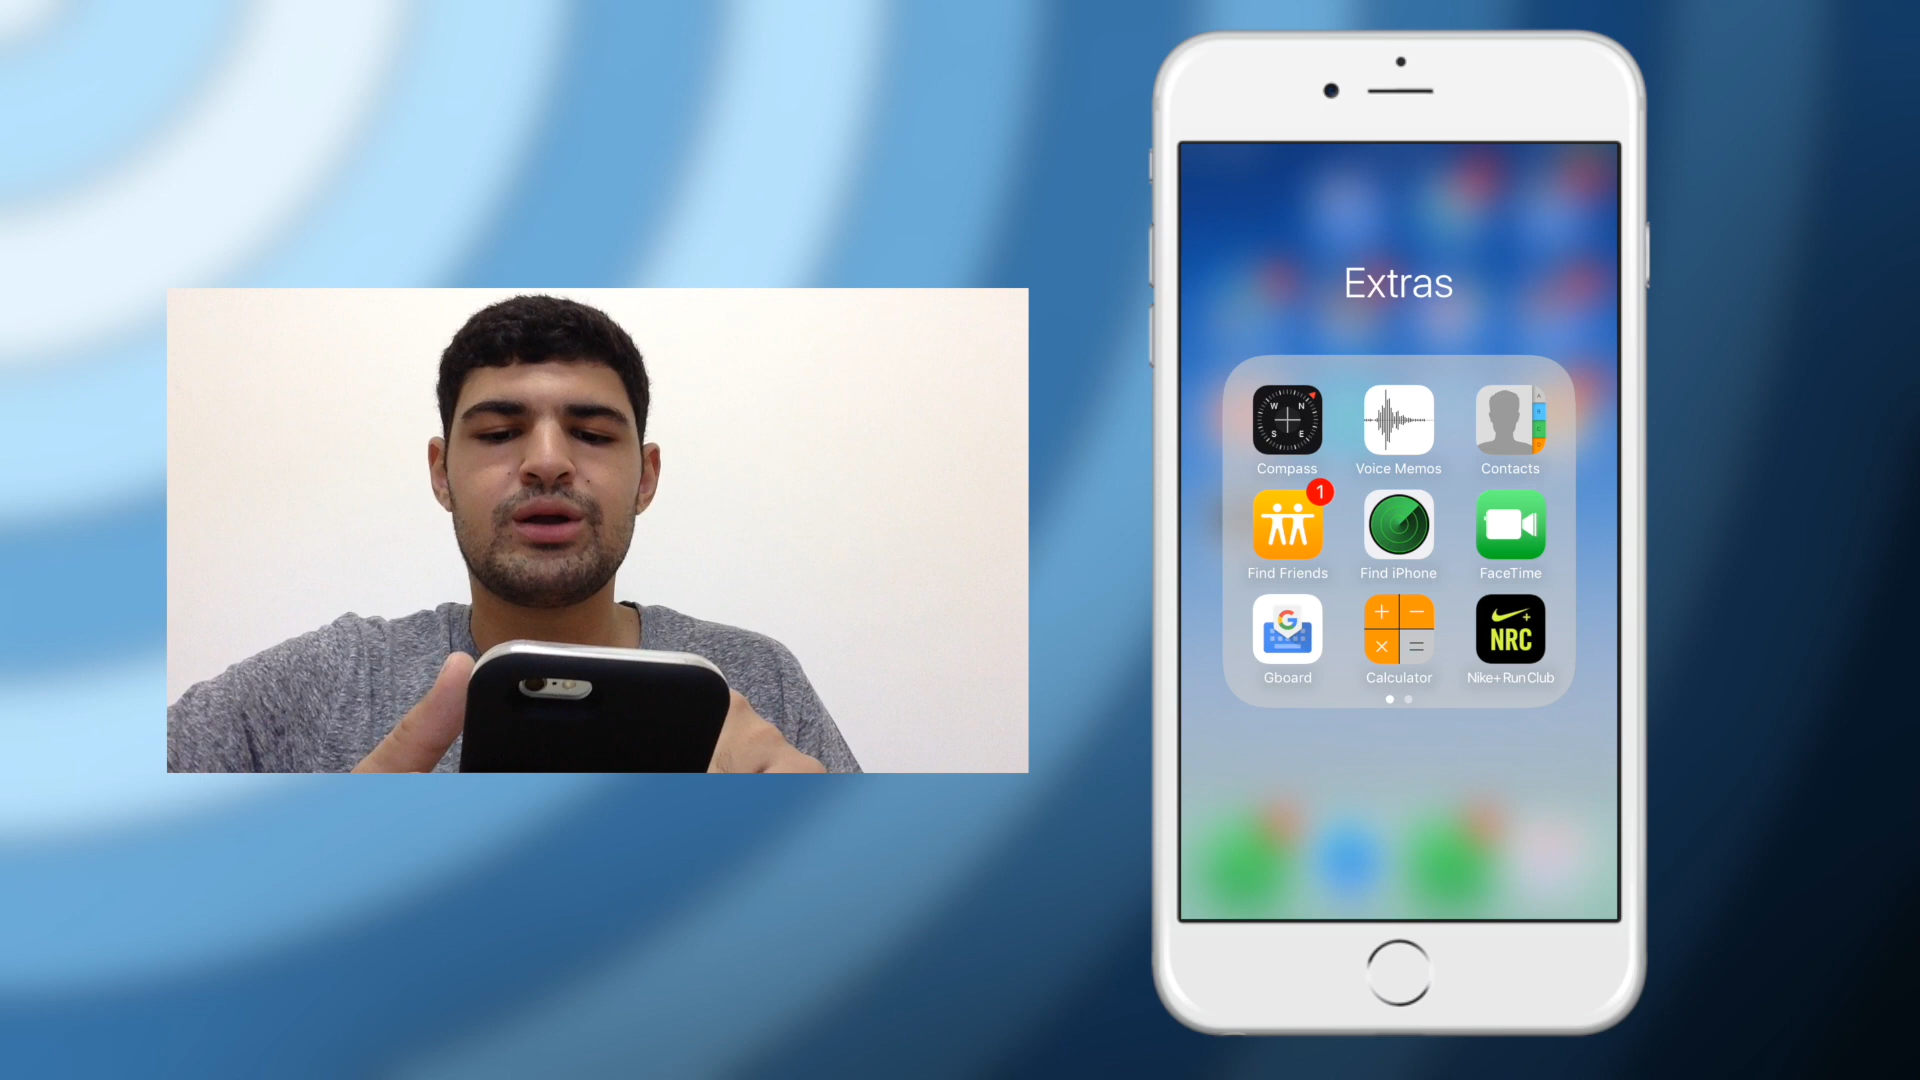 Extras
W N
S E
Compass
Voice Memos
Contacts
1
Find Friends
Find iPhone
FaceTime
G
+ −
× =
NRC
Gboard
Calculator
Nike+ Run Club